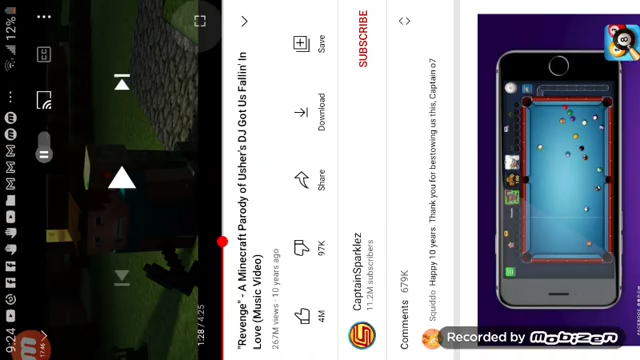 9:24
12%
CC
1:28 / 4:25
"Revenge" - A Minecraft Parody of Usher's DJ Got Us Fallin' In
Love (Music Video)
267M views · 10 years ago
4M
97K
Share
Download
Save
CaptainSparklez
11.2M subscribers
SUBSCRIBE
Comments 679K
Squiddo Happy 10 years. Thank you for bestowing us this, Captain o7
Recorded by mobizen